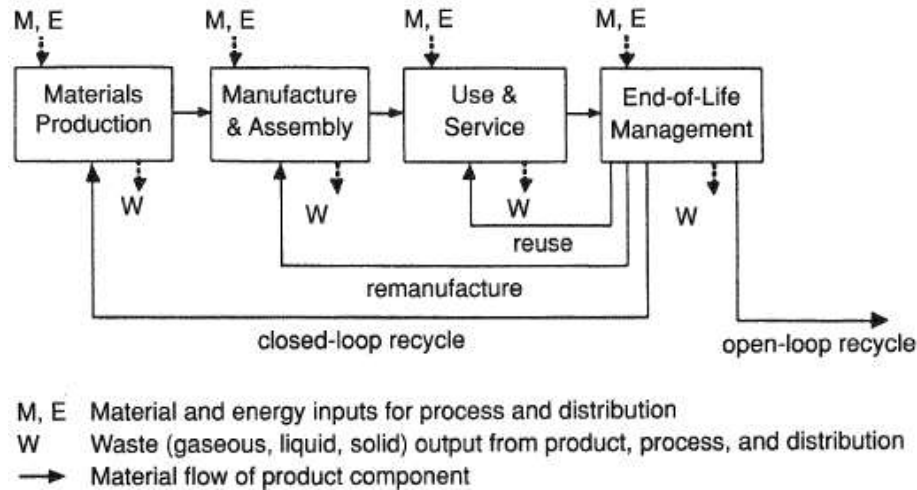 M, E
M, E
M, E
M, E
Materials
Production
Manufacture
& Assembly
Use &
Service
End-of-Life
Management
W
W
W
W
reuse
remanufacture
closed-loop recycle
open-loop recycle
M, E Material and energy inputs for process and distribution
W Waste (gaseous, liquid, solid) output from product, process, and distribution
Material flow of product component